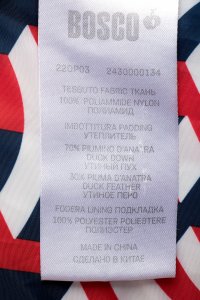 BOSCO
22OP03 2430000134
TESSUTO FABRIC ТКАНЬ
100% POLIAMMIDE NYLON
ПОЛИАМИД
IMBOTTITURA PADDING
УТЕПЛИТЕЛЬ
70% PIUMINO D'ANATRA
DUCK DOWN
УТИНЫЙ ПУХ
30% PIUMA D'ANATRA
DUCK FEATHER
УТИНОЕ ПЕРО
FODERA LINING ПОДКЛАДКА
100% POLYESTER POLIESTERE
ПОЛИЭСТЕР
MADE IN CHINA
СДЕЛАНО В КИТАЕ